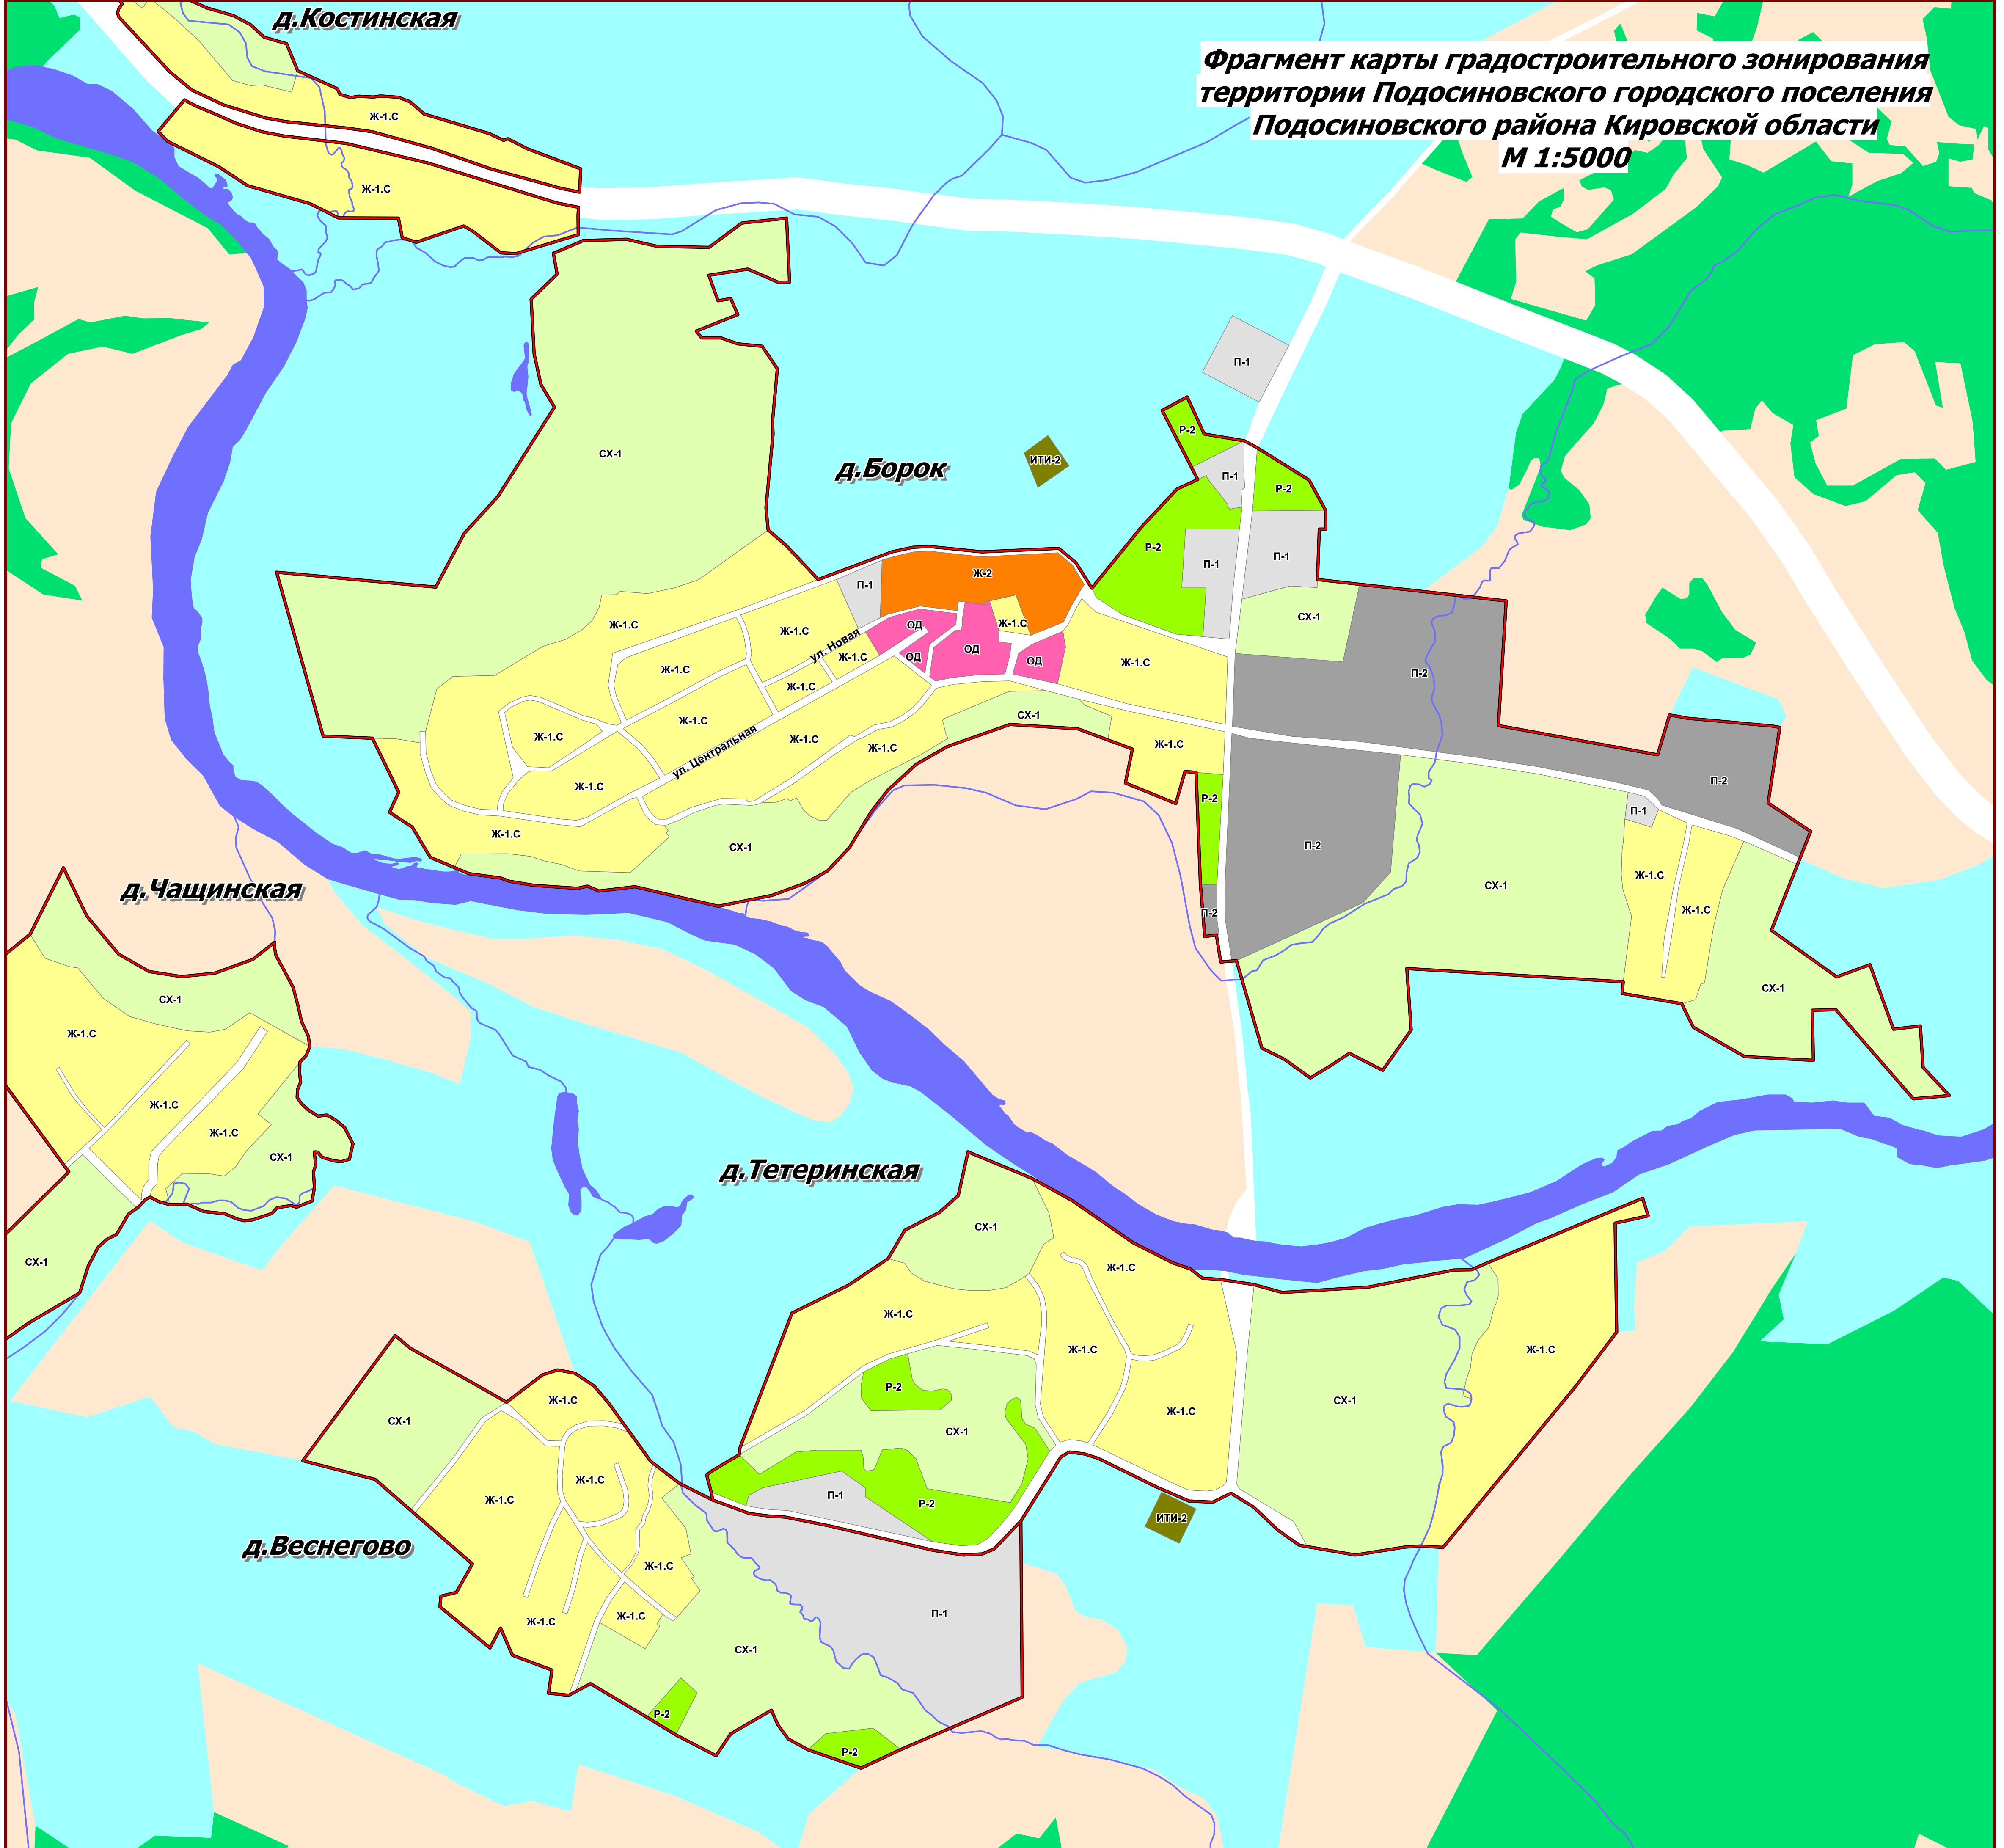 д.Костинская
Фрагмент карты градостроительного зонирования
территории Подосиновского городского поселения
Подосиновского района Кировской области
М 1:5000
Ж-1.С
Ж-1.С
П-1
Р-2
СХ-1
д.Борок
ИТИ-2
П-1
Р-2
Р-2
П-1
П-1
Ж-2
П-1
СХ-1
Ж-1.С
Ж-1.С
ОД
Ж-1.С
ул. Новая
Ж-1.С
ОД
ОД
ОД
Ж-1.С
Ж-1.С
П-2
Ж-1.С
Ж-1.С
СХ-1
Ж-1.С
Ж-1.С
ул. Центральная
Ж-1.С
Ж-1.С
Ж-1.С
П-2
Ж-1.С
Р-2
П-1
Ж-1.С
СХ-1
П-2
Ж-1.С
СХ-1
д.Чащинская
П-2
Ж-1.С
СХ-1
СХ-1
Ж-1.С
Ж-1.С
Ж-1.С
СХ-1
д.Тетеринская
СХ-1
СХ-1
Ж-1.С
Ж-1.С
Ж-1.С
Ж-1.С
Р-2
Ж-1.С
СХ-1
Ж-1.С
СХ-1
СХ-1
Ж-1.С
Ж-1.С
П-1
Р-2
ИТИ-2
д.Веснегово
Ж-1.С
Ж-1.С
Ж-1.С
П-1
СХ-1
Р-2
Р-2